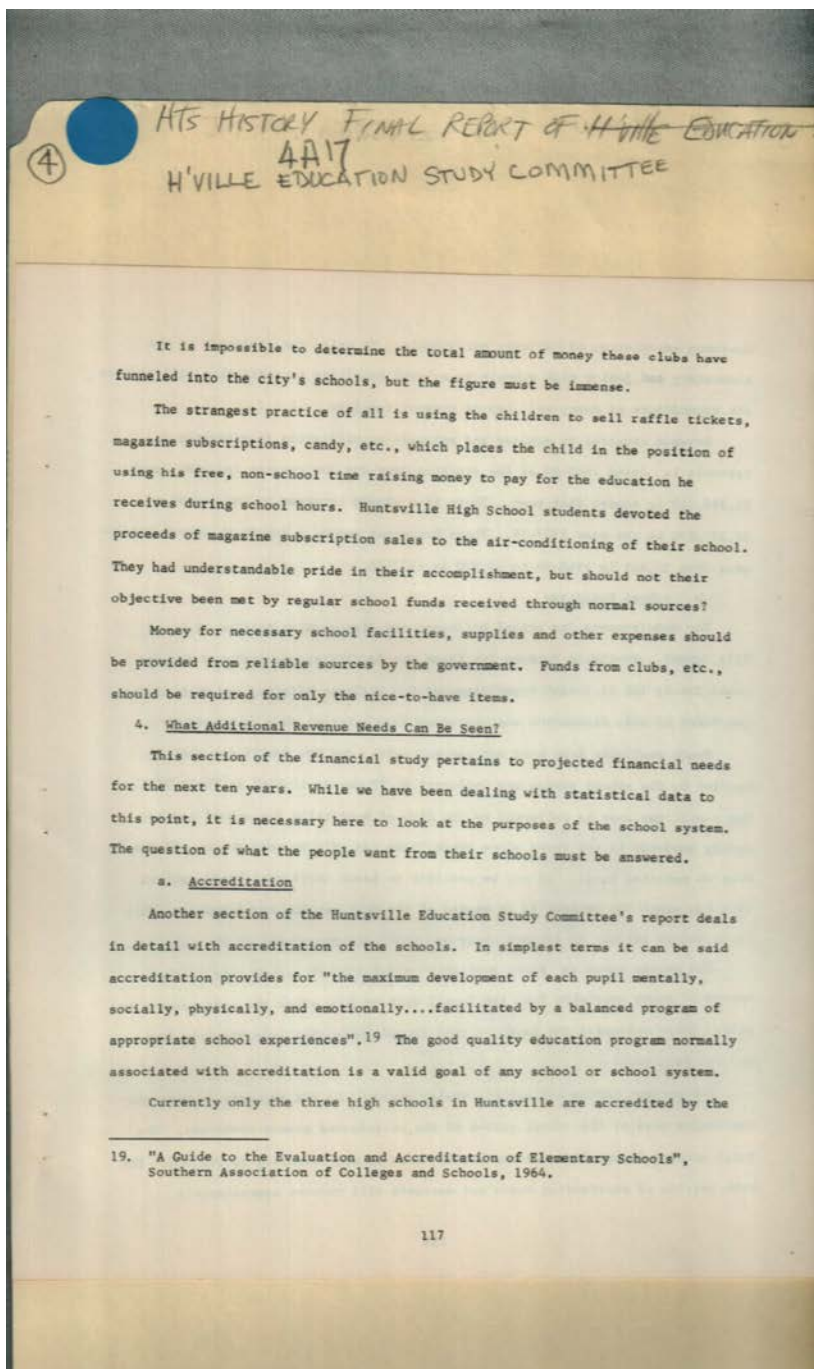 HTS HISTORY FINAL REPORT OF H'VILLE EDUCATION
4A17
④
H'VILLE EDUCATION STUDY COMMITTEE
It is impossible to determine the total amount of money these clubs have
funneled into the city's schools, but the figure must be immense.
The strangest practice of all is using the children to sell raffle tickets,
magazine subscriptions, candy, etc., which places the child in the position of
using his free, non-school time raising money to pay for the education he
receives during school hours. Huntsville High School students devoted the
proceeds of magazine subscription sales to the air-conditioning of their school.
They had understandable pride in their accomplishment, but should not their
objective been met by regular school funds received through normal sources?
Money for necessary school facilities, supplies and other expenses should
be provided from reliable sources by the government. Funds from clubs, etc.,
should be required for only the nice-to-have items.
4. What Additional Revenue Needs Can Be Seen?
This section of the financial study pertains to projected financial needs
for the next ten years. While we have been dealing with statistical data to
this point, it is necessary here to look at the purposes of the school system.
The question of what the people want from their schools must be answered.
a. Accreditation
Another section of the Huntsville Education Study Committee's report deals
in detail with accreditation of the schools. In simplest terms it can be said
accreditation provides for "the maximum development of each pupil mentally,
socially, physically, and emotionally....facilitated by a balanced program of
appropriate school experiences".19 The good quality education program normally
associated with accreditation is a valid goal of any school or school system.
Currently only the three high schools in Huntsville are accredited by the
19. "A Guide to the Evaluation and Accreditation of Elementary Schools",
Southern Association of Colleges and Schools, 1964.
117